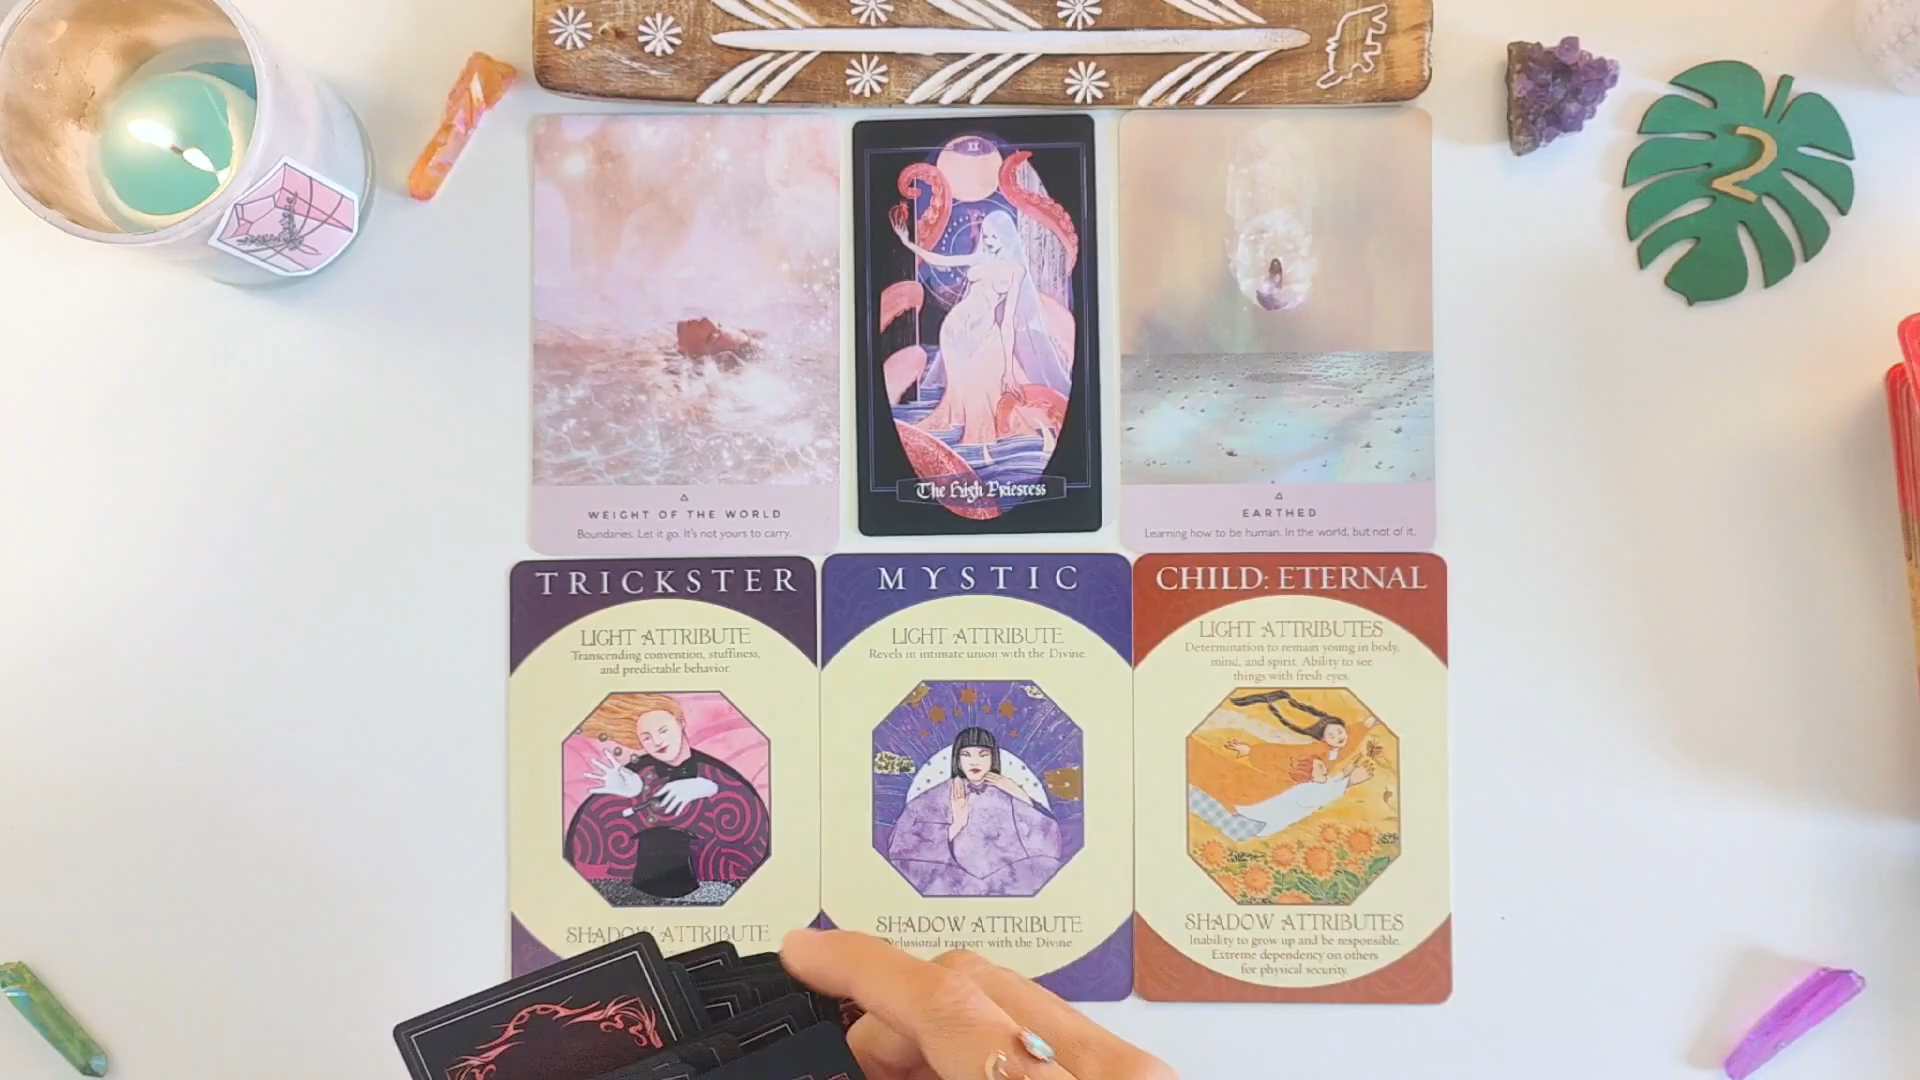 2
II
WEIGHT OF THE WORLD
Boundaries. Let it go. It's not yours to carry.
The High Priestess
EARTHED
Learning how to be human. In the world, but not of it.
TRICKSTER
LIGHT ATTRIBUTE
Transcending convention, stuffiness,
and predictable behavior.
SHADOW ATTRIBUTE
MYSTIC
LIGHT ATTRIBUTE
Revels in intimate union with the Divine.
SHADOW ATTRIBUTE
Delusional rapport with the Divine
CHILD: ETERNAL
LIGHT ATTRIBUTES
Determination to remain young in body,
mind, and spirit. Ability to see
things with fresh eyes.
SHADOW ATTRIBUTES
Inability to grow up and be responsible.
Extreme dependency on others
for physical security.